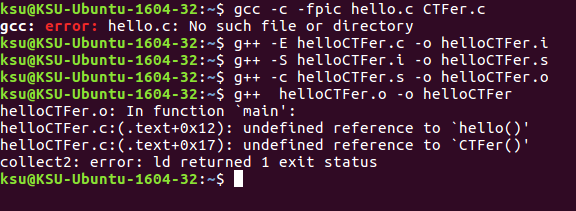 ksu@KSU-Ubuntu-1604-32:~$ gcc -c -fpic hello.c CTFer.c
gcc: error: hello.c: No such file or directory
ksu@KSU-Ubuntu-1604-32:~$ g++ -E helloCTFer.c -o helloCTFer.i
ksu@KSU-Ubuntu-1604-32:~$ g++ -S helloCTFer.i -o helloCTFer.s
ksu@KSU-Ubuntu-1604-32:~$ g++ -c helloCTFer.s -o helloCTFer.o
ksu@KSU-Ubuntu-1604-32:~$ g++  helloCTFer.o -o helloCTFer
helloCTFer.o: In function `main':
helloCTFer.c:(.text+0x12): undefined reference to `hello()'
helloCTFer.c:(.text+0x17): undefined reference to `CTFer()'
collect2: error: ld returned 1 exit status
ksu@KSU-Ubuntu-1604-32:~$